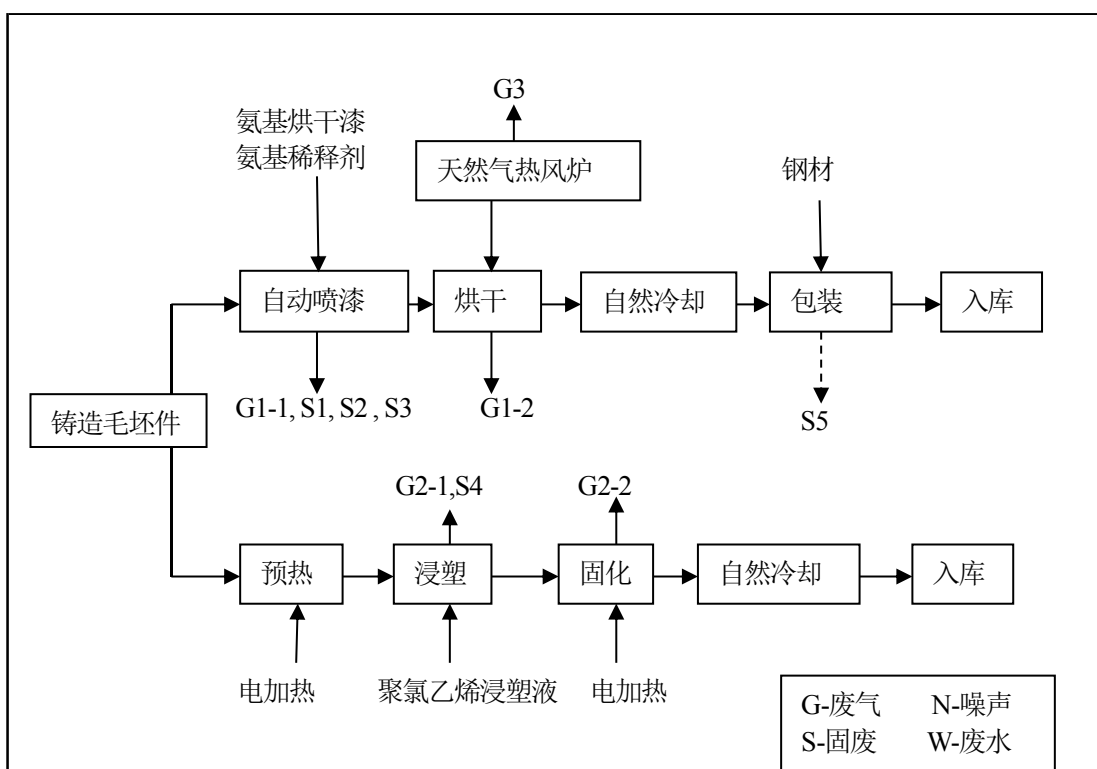 G3
氨基烘干漆
氨基稀释剂
天然气热风炉
钢材
自动喷漆
烘干
自然冷却
包装
入库
G1-1, S1, S2 , S3
G1-2
S5
铸造毛坯件
G2-1,S4
G2-2
预热
浸塑
固化
自然冷却
入库
电加热
聚氯乙烯浸塑液
电加热
G-废气 N-噪声
S-固废 W-废水